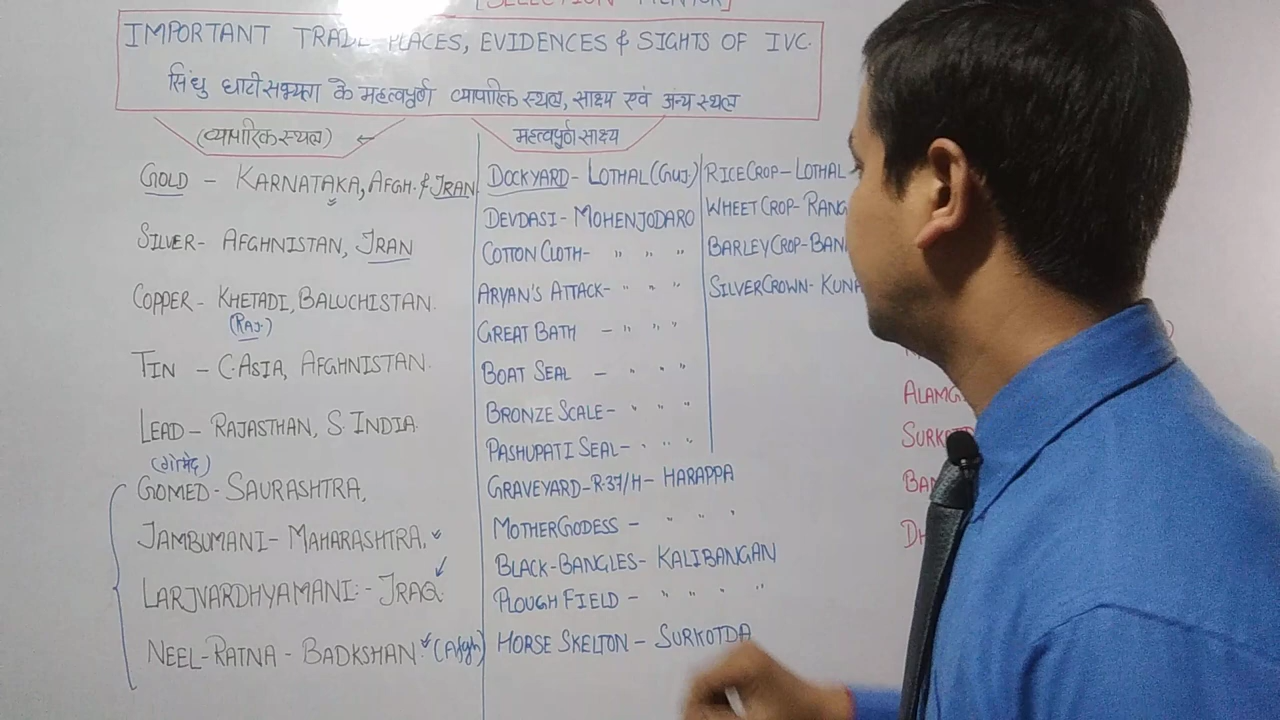 [SELECTION MENTOR]
IMPORTANT TRADE PLACES, EVIDENCES & SIGHTS OF IVC.
सिंधु घाटी सभ्यता के महत्वपूर्ण व्यापारिक स्थल, साक्ष्य एवं अन्य स्थल
(व्यापारिक स्थल) ←
GOLD - KARNATAKA, AFGH. & IRAN
SILVER- AFGHNISTAN, IRAN
COPPER - KHETADI, BALUCHISTAN.
(RAJ.)
TIN - C.ASIA, AFGHNISTAN.
LEAD - RAJASTHAN, S. INDIA
(गोमेद)
GOMED - SAURASHTRA,
JAMBUMANI - MAHARASHTRA,
LARJVARDHYAMANI:- IRAQ
NEEL-RATNA - BADKSHAN (Afgh)
महत्वपूर्ण साक्ष्य
DOCKYARD - LOTHAL (GUJ.)
DEVDASI - MOHENJODARO
COTTON CLOTH- " " "
ARYAN'S ATTACK- " " "
GREAT BATH - " " "
BOAT SEAL - " " "
BRONZE SCALE- " " "
PASHUPATI SEAL- " " "
GRAVEYARD-R.37/H- HARAPPA
MOTHER GODESS - " " "
BLACK-BANGLES- KALIBANGAN
PLOUGH FIELD - " " " "
HORSE SKELTON - SURKOTDA
RICE CROP - LOTHAL
WHEET CROP- RANG
BARLEY CROP- BAN
SILVER CROWN- KUNA
ALAMG
SURKOTD
BAN
DH